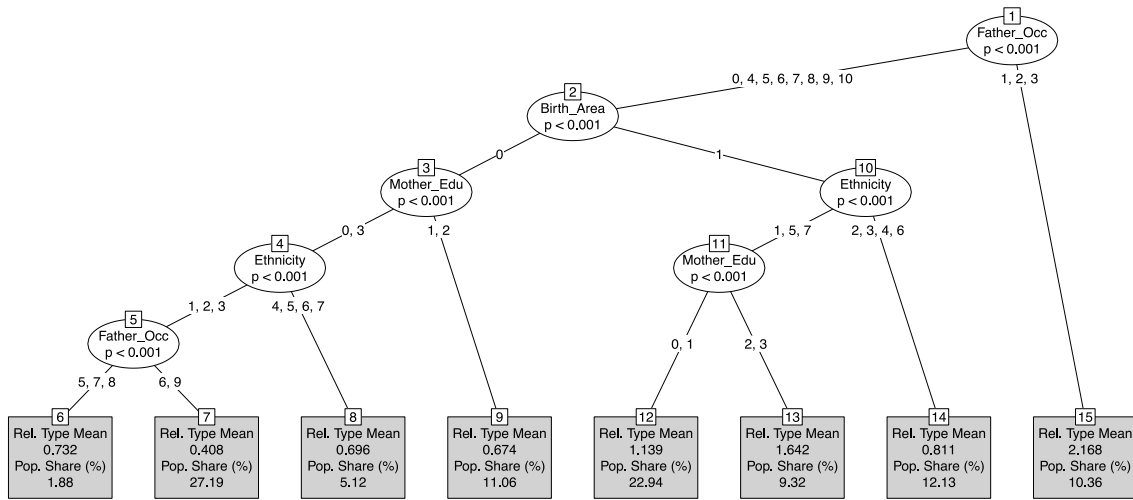 1
Father_Occ
p < 0.001
0, 4, 5, 6, 7, 8, 9, 10
1, 2, 3
2
Birth_Area
p < 0.001
0
1
3
Mother_Edu
p < 0.001
10
Ethnicity
p < 0.001
0, 3
1, 2
1, 5, 7
2, 3, 4, 6
4
Ethnicity
p < 0.001
11
Mother_Edu
p < 0.001
1, 2, 3
4, 5, 6, 7
5
Father_Occ
p < 0.001
0, 1
2, 3
5, 7, 8
6, 9
6
Rel. Type Mean
0.732
Pop. Share (%)
1.88
7
Rel. Type Mean
0.408
Pop. Share (%)
27.19
8
Rel. Type Mean
0.696
Pop. Share (%)
5.12
9
Rel. Type Mean
0.674
Pop. Share (%)
11.06
12
Rel. Type Mean
1.139
Pop. Share (%)
22.94
13
Rel. Type Mean
1.642
Pop. Share (%)
9.32
14
Rel. Type Mean
0.811
Pop. Share (%)
12.13
15
Rel. Type Mean
2.168
Pop. Share (%)
10.36